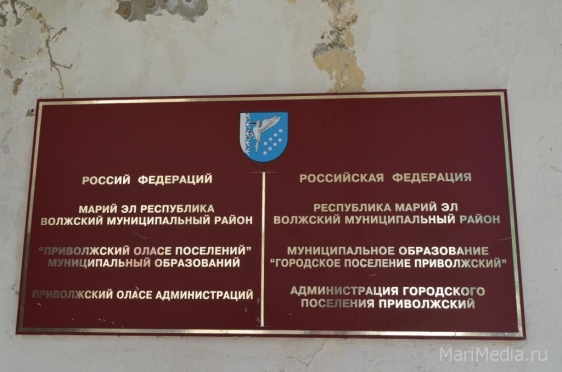 РОССИЙ ФЕДЕРАЦИЙ
МАРИЙ ЭЛ РЕСПУБЛИКА
ВОЛЖСКИЙ МУНИЦИПАЛЬНЫЙ РАЙОН
"ПРИВОЛЖСКИЙ ОЛАСЕ ПОСЕЛЕНИЙ"
МУНИЦИПАЛЬНЫЙ ОБРАЗОВАНИЙ
ПРИВОЛЖСКИЙ ОЛАСЕ АДМИНИСТРАЦИЙ
РОССИЙСКАЯ ФЕДЕРАЦИЯ
РЕСПУБЛИКА МАРИЙ ЭЛ
ВОЛЖСКИЙ МУНИЦИПАЛЬНЫЙ РАЙОН
МУНИЦИПАЛЬНОЕ ОБРАЗОВАНИЕ
"ГОРОДСКОЕ ПОСЕЛЕНИЕ ПРИВОЛЖСКИЙ"
АДМИНИСТРАЦИЯ ГОРОДСКОГО
ПОСЕЛЕНИЯ ПРИВОЛЖСКИЙ
MariMedia.ru